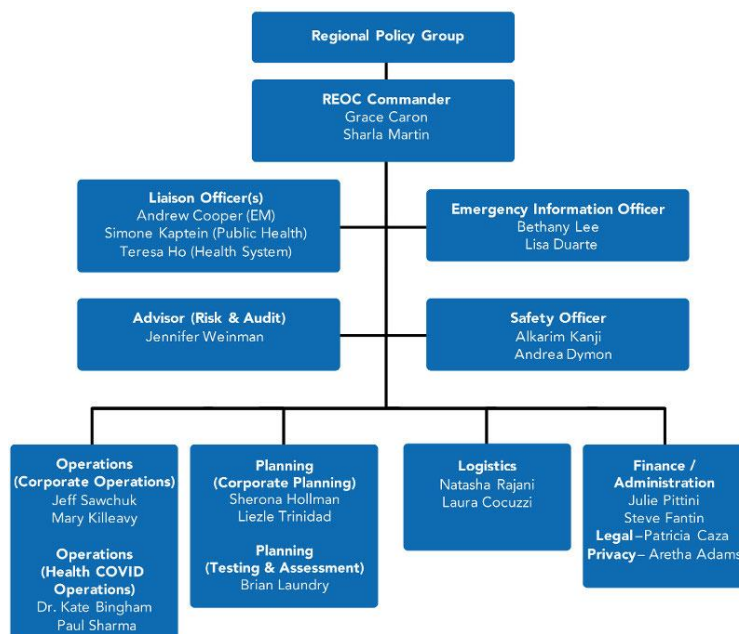 Regional Policy Group
REOC Commander
Grace Caron
Sharla Martin
Liaison Officer(s)
Andrew Cooper (EM)
Simone Kaptein (Public Health)
Teresa Ho (Health System)
Emergency Information Officer
Bethany Lee
Lisa Duarte
Advisor (Risk & Audit)
Jennifer Weinman
Safety Officer
Alkarim Kanji
Andrea Dymon
Operations
(Corporate Operations)
Jeff Sawchuk
Mary Killeavy
Operations
(Health COVID
Operations)
Dr. Kate Bingham
Paul Sharma
Planning
(Corporate Planning)
Sherona Hollman
Liezle Trinidad
Planning
(Testing & Assessment)
Brian Laundry
Logistics
Natasha Rajani
Laura Cocuzzi
Finance /
Administration
Julie Pittini
Steve Fantin
Legal–Patricia Caza
Privacy– Aretha Adams